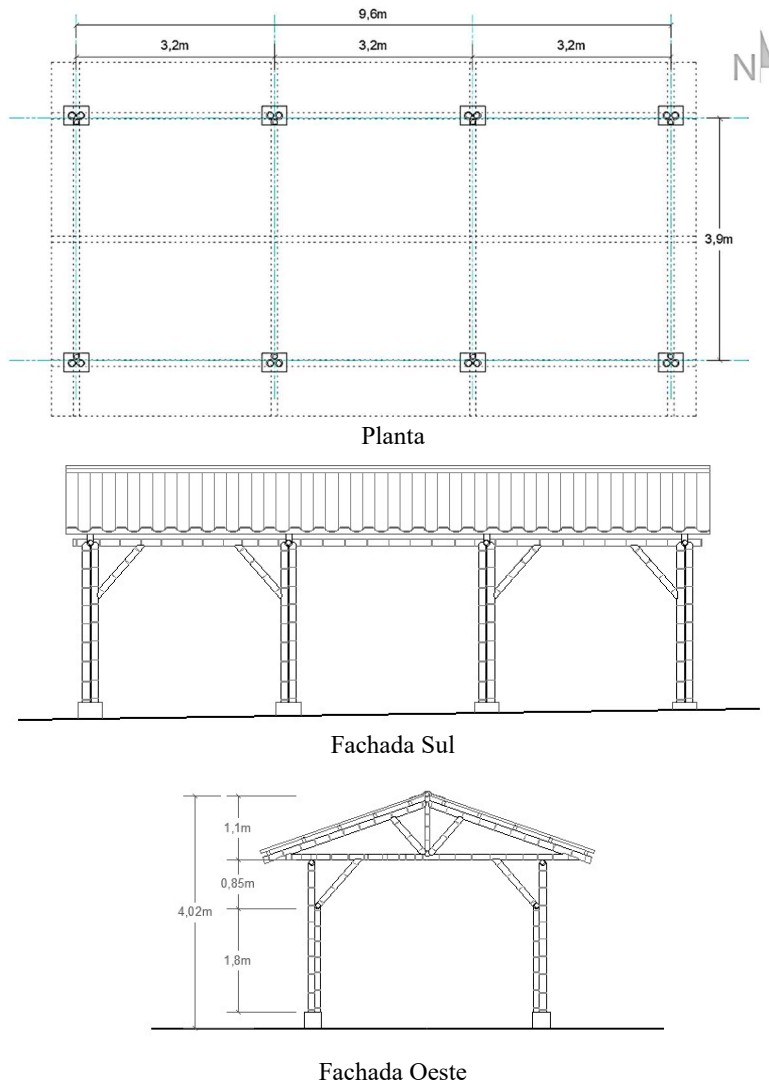 9,6m
3,2m 3,2m 3,2m
N
3,9m
Planta
Fachada Sul
1,1m
0,85m
4,02m
1,8m
Fachada Oeste